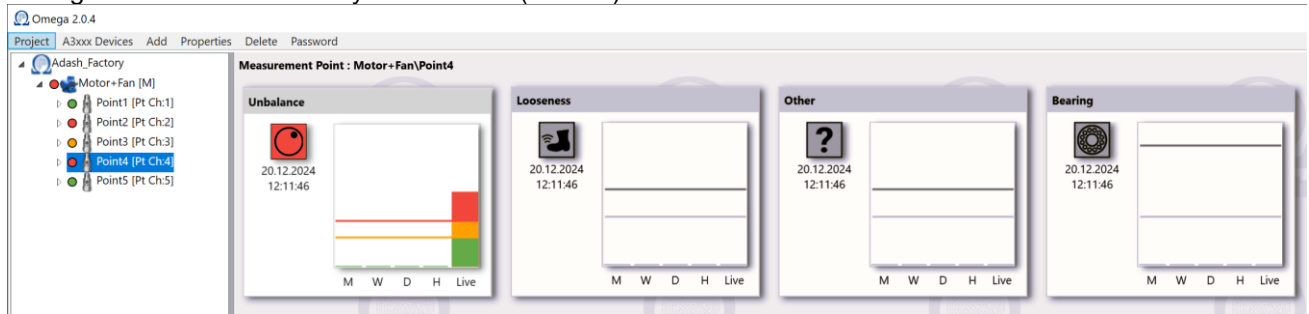 Omega 2.0.4
Project A3xxx Devices Add Properties Delete Password
Adash_Factory
Motor+Fan [M]
Point1 [Pt Ch:1]
Point2 [Pt Ch:2]
Point3 [Pt Ch:3]
Point4 [Pt Ch:4]
Point5 [Pt Ch:5]
Measurement Point : Motor+Fan\Point4
Unbalance
20.12.2024
12:11:46
M W D H Live
Looseness
20.12.2024
12:11:46
M W D H Live
Other
?
20.12.2024
12:11:46
M W D H Live
Bearing
20.12.2024
12:11:46
M W D H Live